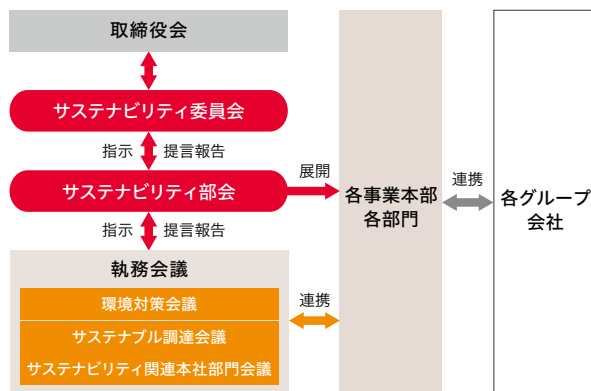 取締役会
サステナビリティ委員会
指示 提言報告
サステナビリティ部会
展開
指示 提言報告
執務会議
環境対策会議
サステナブル調達会議
サステナビリティ関連本社部門会議
連携
各事業本部
各部門
連携
各グループ
会社